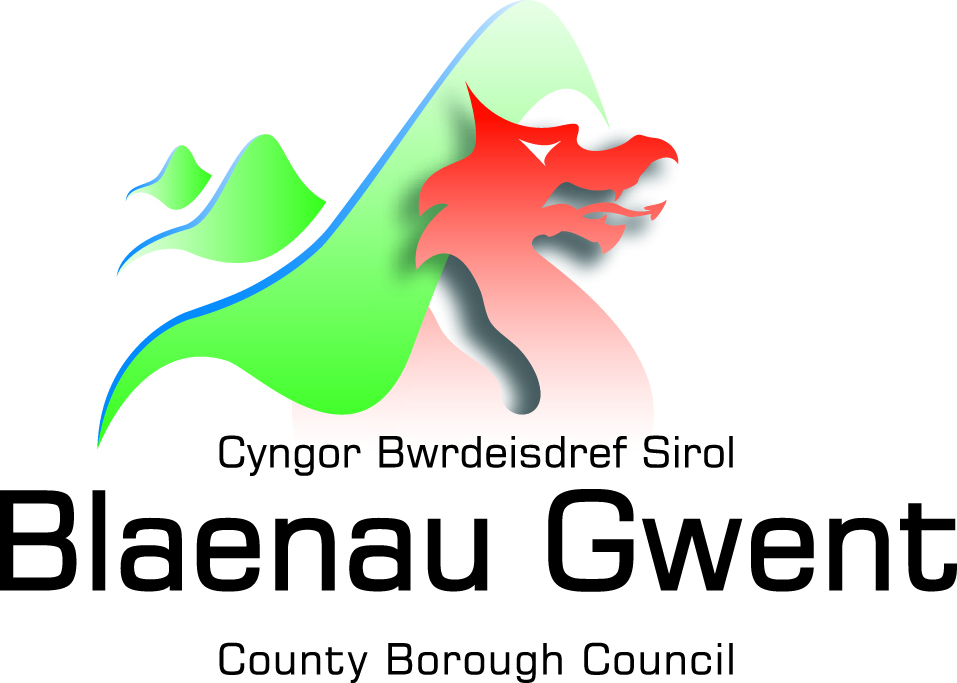 Cyngor Bwrdeisdref Sirol
Blaenau Gwent
County Borough Council